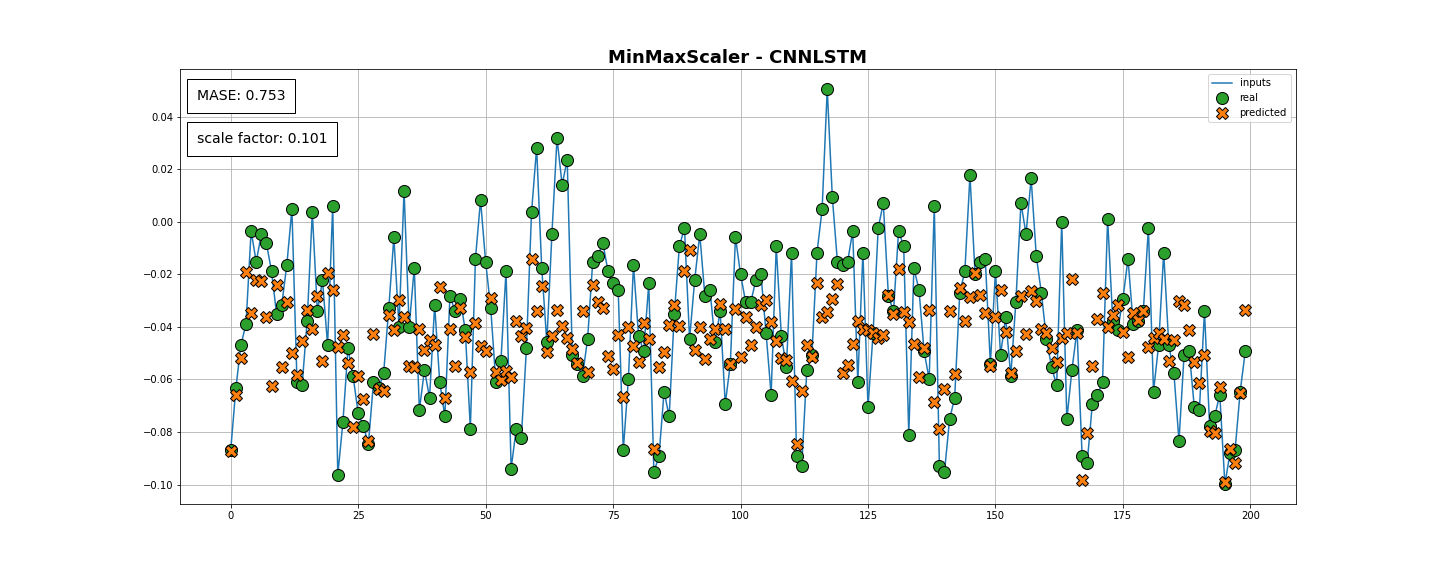 MinMaxScaler - CNNLSTM
MASE: 0.753
scale factor: 0.101
inputs
real
predicted
0.04
0.02
0.00
−0.02
−0.04
−0.06
−0.08
−0.10
0 25 50 75 100 125 150 175 200